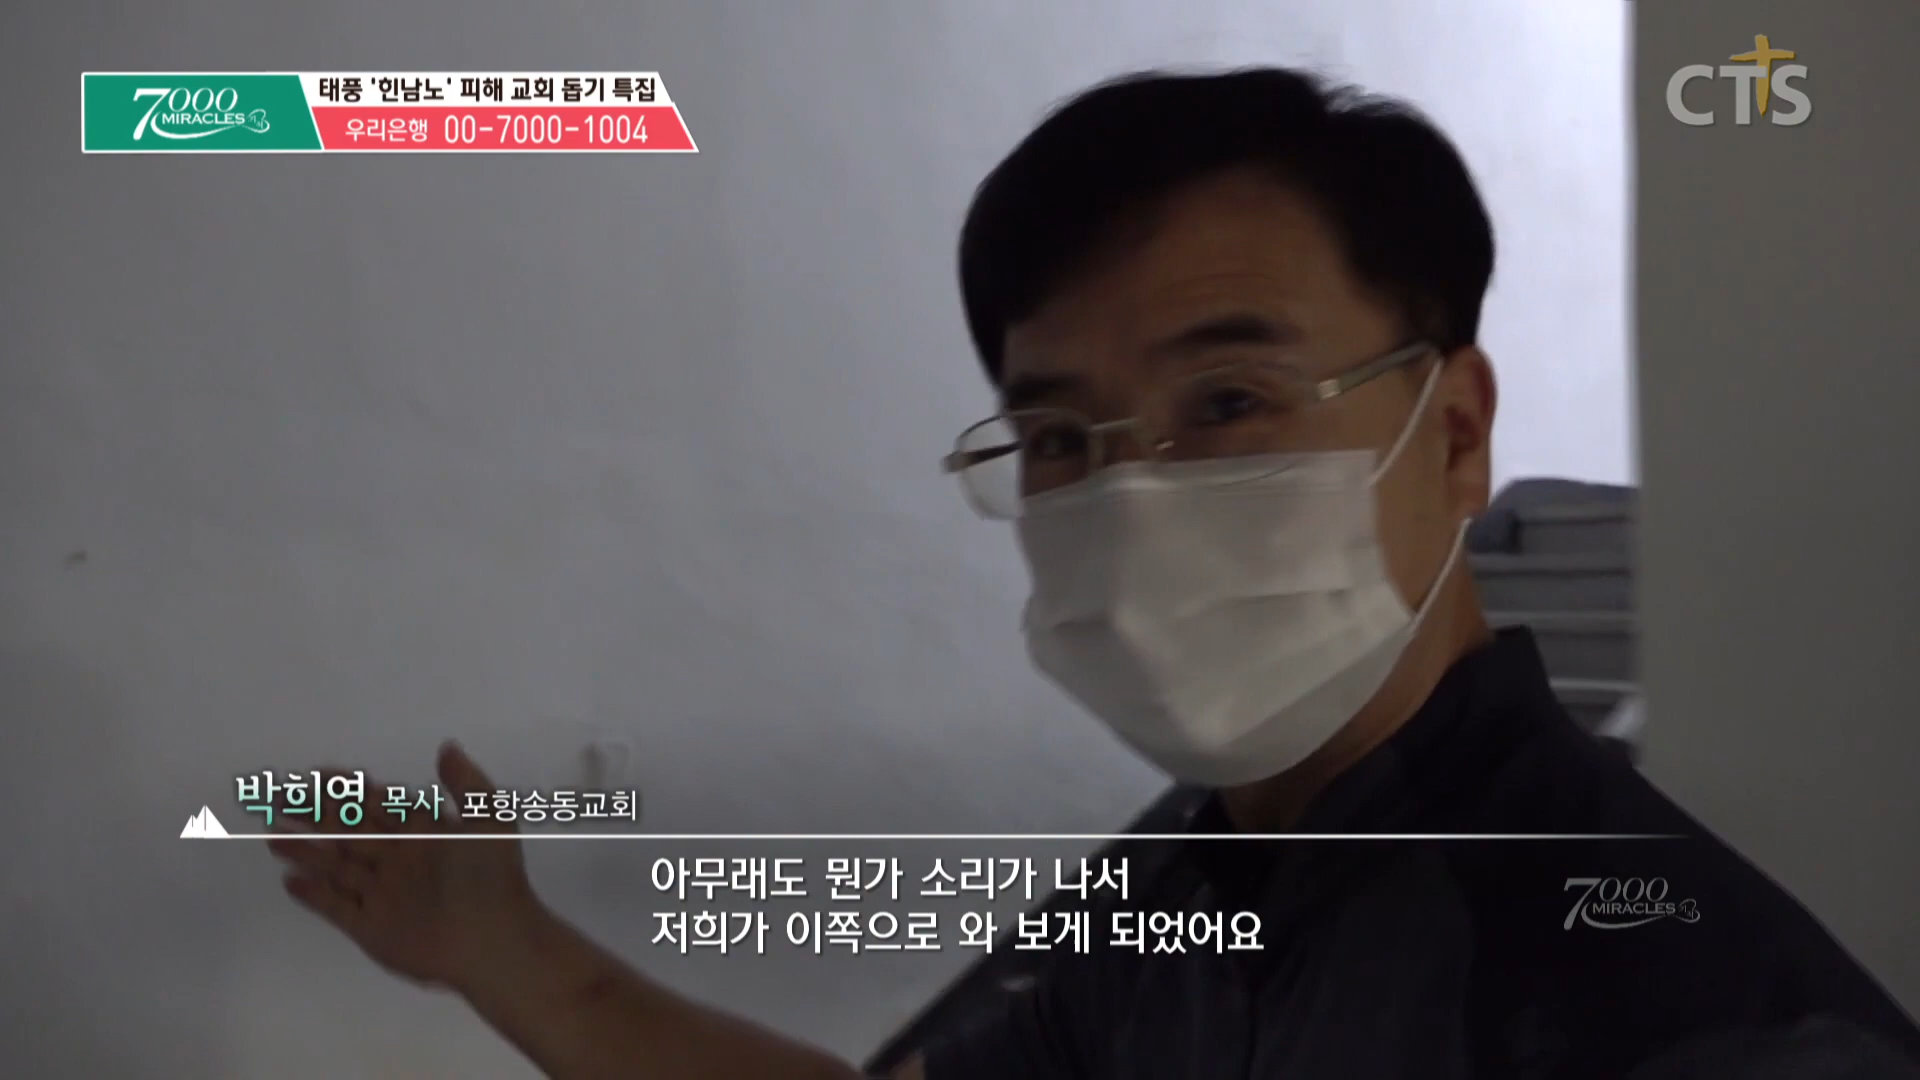 7000 MIRACLES
태풍 '힌남노' 피해 교회 돕기 특집
우리은행 00-7000-1004
CTS
박희영 목사 포항송동교회
아무래도 뭔가 소리가 나서
저희가 이쪽으로 와 보게 되었어요
7000 MIRACLES